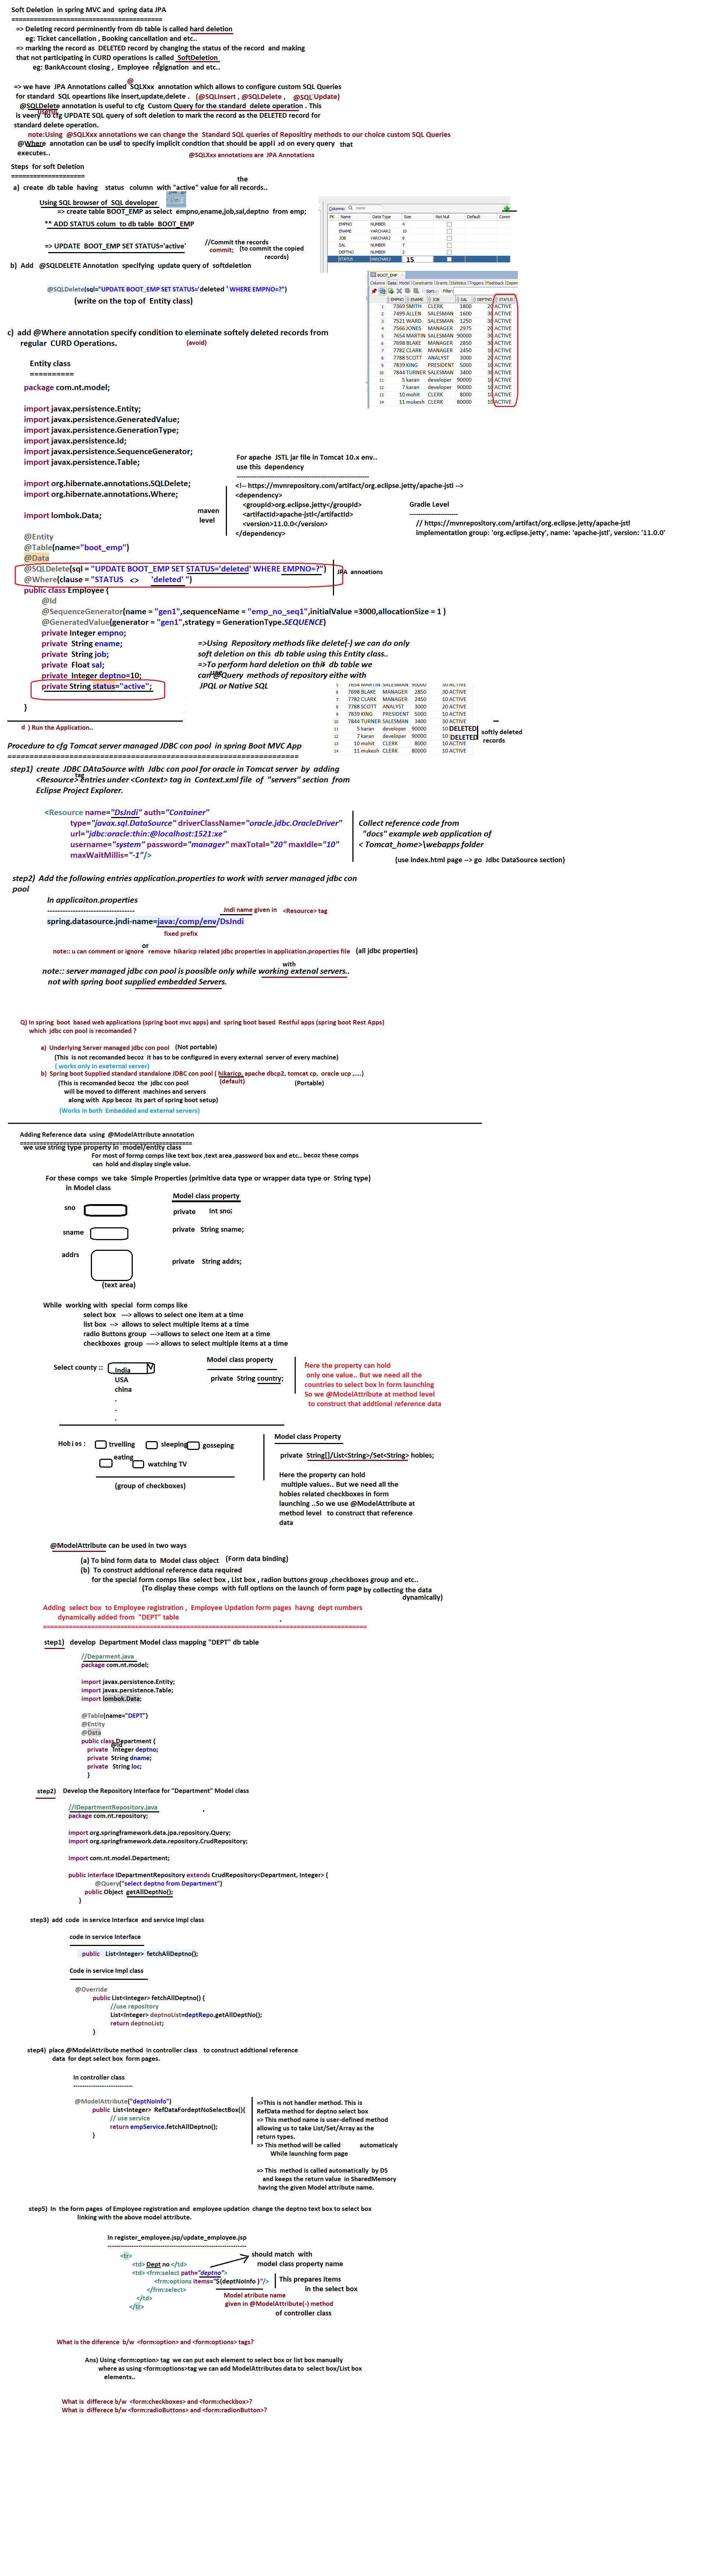 Soft Deletion in spring MVC and spring data JPA
=========================================
=> Deleting record perminently from db table is called hard deletion
eg: Ticket cancellation , Booking cancellation and etc..
=> marking the record as DELETED record by changing the status of the record and making
that not participating in CURD operations is called SoftDeletion
eg: BankAccount closing , Employee resignation and etc..
=> we have JPA Annotations called @SQLXxx annotation which allows to configure custom SQL Queries
for standard SQL opeartions like insert,update,delete . (@SQLInsert , @SQLDelete , @SQL Update)
@SQLDelete annotation is useful to cfg Custom Query for the standard delete operation . This
is veery useful to cfg UPDATE SQL query of soft deletion to mark the record as the DELETED record for
standard delete operation.
note:Using @SQLXxx annotations we can change the Standard SQL queries of Repositiry methods to our choice custom SQL Queries
@Where annotation can be used to specify implicit condtion that should be appli .d on every query that
executes..
@SQLXxx annotations are JPA Annotations
Steps for soft Deletion
====================
a) create db table having status column with "active" value for all the records..
Using SQL browser of SQL developer
=> create table BOOT_EMP as select empno,ename,job,sal,deptno from emp;
** ADD STATUS colum to db table BOOT_EMP
=> UPDATE BOOT_EMP SET STATUS='active'
//Commit the records
commit; (to commit the copied
records)
b) Add @SQLDELETE Annotation specifying update query of softdeletion
@SQLDelete(sql="UPDATE BOOT_EMP SET STATUS='deleted ' WHERE EMPNO=?")
(write on the top of Entity class)
Columns: name
PK Name Data Type Size Not Null Default Comm
EMPNO NUMBER 4
ENAME VARCHAR2 10
JOB VARCHAR2 9
SAL NUMBER 7
DEPTNO NUMBER 2
STATUS VARCHAR2 15
BOOT_EMP
Columns Data Model Constraints Grants Statistics Triggers Flashback Depen
Sort.. Filter:
EMPNO ENAME JOB SAL DEPTNO STATUS
1 7369 SMITH CLERK 1800 20 ACTIVE
2 7499 ALLEN SALESMAN 1600 30 ACTIVE
3 7521 WARD SALESMAN 1250 30 ACTIVE
4 7566 JONES MANAGER 2975 20 ACTIVE
5 7654 MARTIN SALESMAN 90000 30 ACTIVE
6 7698 BLAKE MANAGER 2850 30 ACTIVE
7 7782 CLARK MANAGER 2450 10 ACTIVE
8 7788 SCOTT ANALYST 3000 20 ACTIVE
9 7839 KING PRESIDENT 5000 10 ACTIVE
10 7844 TURNER SALESMAN 3400 30 ACTIVE
11 5 karan developer 90000 10 ACTIVE
12 7 karan developer 90000 10 ACTIVE
13 10 mohit CLERK 8000 10 ACTIVE
14 11 mukesh CLERK 80000 10 ACTIVE
c) add @Where annotation specify condition to eleminate softely deleted records from
regular CURD Operations. (avoid)
Entity class
==========
package com.nt.model;
import javax.persistence.Entity;
import javax.persistence.GeneratedValue;
import javax.persistence.GenerationType;
import javax.persistence.Id;
import javax.persistence.SequenceGenerator;
import javax.persistence.Table;
import org.hibernate.annotations.SQLDelete;
import org.hibernate.annotations.Where;
import lombok.Data;
For apache JSTL jar file in Tomcat 10.x env..
use this dependency
------------------------------------------------
maven
level
<!-- https://mvnrepository.com/artifact/org.eclipse.jetty/apache-jstl -->
<dependency>
<groupId>org.eclipse.jetty</groupId>
<artifactId>apache-jstl</artifactId>
<version>11.0.0</version>
</dependency>
Gradle Level
---------------------
// https://mvnrepository.com/artifact/org.eclipse.jetty/apache-jstl
implementation group: 'org.eclipse.jetty', name: 'apache-jstl', version: '11.0.0'
@Entity
@Table(name="boot_emp")
@Data
@SQLDelete(sql = "UPDATE BOOT_EMP SET STATUS='deleted' WHERE EMPNO=?")
@Where(clause = "STATUS <> 'deleted' ")
JPA annoations
public class Employee {
@Id
@SequenceGenerator(name = "gen1",sequenceName = "emp_no_seq1",initialValue =3000,allocationSize = 1 )
@GeneratedValue(generator = "gen1",strategy = GenerationType.SEQUENCE)
private Integer empno;
private String ename;
private String job;
private Float sal;
private Integer deptno=10;
private String status="active";
}
=>Using Repository methods like delete(-) we can do only
soft deletion on this db table using this Entity class..
=>To perform hard deletion on this db table we
can use @Query methods of repository eithe with
JPQL or Native SQL
5 7654 MARTIN SALESMAN 90000 30 ACTIVE
6 7698 BLAKE MANAGER 2850 30 ACTIVE
7 7782 CLARK MANAGER 2450 10 ACTIVE
8 7788 SCOTT ANALYST 3000 20 ACTIVE
9 7839 KING PRESIDENT 5000 10 ACTIVE
10 7844 TURNER SALESMAN 3400 30 ACTIVE
11 5 karan developer 90000 10 DELETED
12 7 karan developer 90000 10 DELETED
13 10 mohit CLERK 8000 10 ACTIVE
14 11 mukesh CLERK 80000 10 ACTIVE
softly deleted
records
d ) Run the Application..
Procedure to cfg Tomcat server managed JDBC con pool in spring Boot MVC App
==================================================================
step1) create JDBC DAtaSource with Jdbc con pool for oracle in Tomcat server by adding
<Resource> tag entries under <Context> tag in Context.xml file of "servers" section from
Eclipse Project Explorer.
<Resource name="DsJndi" auth="Container"
type="javax.sql.DataSource" driverClassName="oracle.jdbc.OracleDriver"
url="jdbc:oracle:thin:@localhost:1521:xe"
username="system" password="manager" maxTotal="20" maxIdle="10"
maxWaitMillis="-1"/>
Collect reference code from
"docs" example web application of
< Tomcat_home>\webapps folder
(use index.html page --> go Jdbc DataSource section)
step2) Add the following entries application.properties to work with server managed jdbc con
pool
In applicaiton.properties
----------------------------------
Jndi name given in <Resource> tag
spring.datasource.jndi-name=java:/comp/env/DsJndi
fixed prefix
note:: u can comment or ignore or remove hikaricp related jdbc properties in application.properties file (all jdbc properties)
note:: server managed jdbc con pool is poosible only while working with extenal servers..
not with spring boot supplied embedded Servers.
Q) In spring boot based web applications (spring boot mvc apps) and spring boot based Restful apps (spring boot Rest Apps)
which jdbc con pool is recomanded ?
a) Underlying Server managed jdbc con pool (Not portable)
(This is not recomanded becoz it has to be configured in every external server of every machine)
( works only in exeternal server)
b) Spring boot Supplied standard standalone JDBC con pool ( hikaricp, apache dbcp2, tomcat cp, oracle ucp ,....)
(default)
(This is recomanded becoz the jdbc con pool (Portable)
will be moved to different machines and servers
along with App becoz its part of spring boot setup)
(Works in both Embedded and external servers)
Adding Reference data using @ModelAttribute annotation
====================================================
we use string type property in model/entity class
For most of formp comps like text box ,text area ,password box and etc.. becoz these comps
can hold and display single value.
For these comps we take Simple Properties (primitive data type or wrapper data type or String type)
in Model class
Model class property
sno
private Int sno;
sname
private String sname;
addrs
private String addrs;
(text area)
While working with special form comps like
select box ---> allows to select one item at a time
list box --> allows to select multiple items at a time
radio Buttons group --->allows to select one item at a time
checkboxes group ----> allows to select multiple items at a time
Select county :: India V
USA
china
.
.
.
Model class property
private String country;
Here the property can hold
only one value.. But we need all the
countries to select box in form launching
So we @ModelAttribute at method level
to construct that addtional reference data
Hobies: trvelling sleeping gosseping
eating watching TV
(group of checkboxes)
Model class Property
private String[]/List<String>/Set<String> hobies;
Here the property can hold
multiple values.. But we need all the
hobies related checkboxes in form
launching ..So we use @ModelAttribute at
method level to construct that reference
data
@ModelAttribute can be used in two ways
(a) To bind form data to Model class object (Form data binding)
(b) To construct addtional reference data required
for the special form comps like select box , List box , radion buttons group ,checkboxes group and etc..
(To display these comps with full options on the launch of form page by collecting the data
dynamically)
Adding select box to Employee registration , Employee Updation form pages havng dept numbers
dynamically added from "DEPT" table
step1) develop Department Model class mapping "DEPT" db table
//Deparment.java
package com.nt.model;
import javax.persistence.Entity;
import javax.persistence.Table;
import lombok.Data;
@Table(name="DEPT")
@Entity
@Data
public class Department {
@Id
private Integer deptno;
private String dname;
private String loc;
}
step2) Develop the Repository Interface for "Department" Model class
//IDepartmentRepository.java
package com.nt.repository;
import org.springframework.data.jpa.repository.Query;
import org.springframework.data.repository.CrudRepository;
import com.nt.model.Department;
public interface IDepartmentRepository extends CrudRepository<Department, Integer> {
@Query("select deptno from Department")
public Object getAllDeptNo();
}
step3) add code in service Interface and service Impl class
code in service Interface
public List<Integer> fetchAllDeptno();
Code in service Impl class
@Override
public List<Integer> fetchAllDeptno() {
//use repository
List<Integer> deptnoList=deptRepo.getAllDeptNo();
return deptnoList;
}
step4) place @ModelAttribute method in controller class to construct addtional reference
data for dept select box form pages.
In controller class
--------------------------
@ModelAttribute("deptNoInfo")
public List<Integer> RefDataFordeptNoSelectBox(){
// use service
return empService.fetchAllDeptno();
}
=>This is not handler method. This is
RefData method for deptno select box
=> This method name is user-defined method
allowing us to take List/Set/Array as the
return types.
=> This method will be called automaticaly
While launching form page
=> This method is called automatically by DS
and keeps the return value in SharedMemory
having the given Model attribute name.
step5) In the form pages of Employee registration and employee updation change the deptno text box to select box
linking with the above model attribute.
In register_employee.jsp/update_employee.jsp
<tr>
<td> Dept no </td>
<td> <frm:select path="deptno">
<frm:options items="${deptNoInfo }"/>
</frm:select>
</td>
</tr>
should match with
model class property name
This prepares items
in the select box
Model atribute name
given in @ModelAttribute(-) method
of controller class
What is the diference b/w <form:option> and <form:options> tags?
Ans) Using <form:option> tag we can put each element to select box or list box manually
where as using <form:options>tag we can add ModelAttributes data to select box/List box
elements..
What is differece b/w <form:checkboxes> and <form:checkbox>?
What is differece b/w <form:radioButtons> and <form:radionButton>?